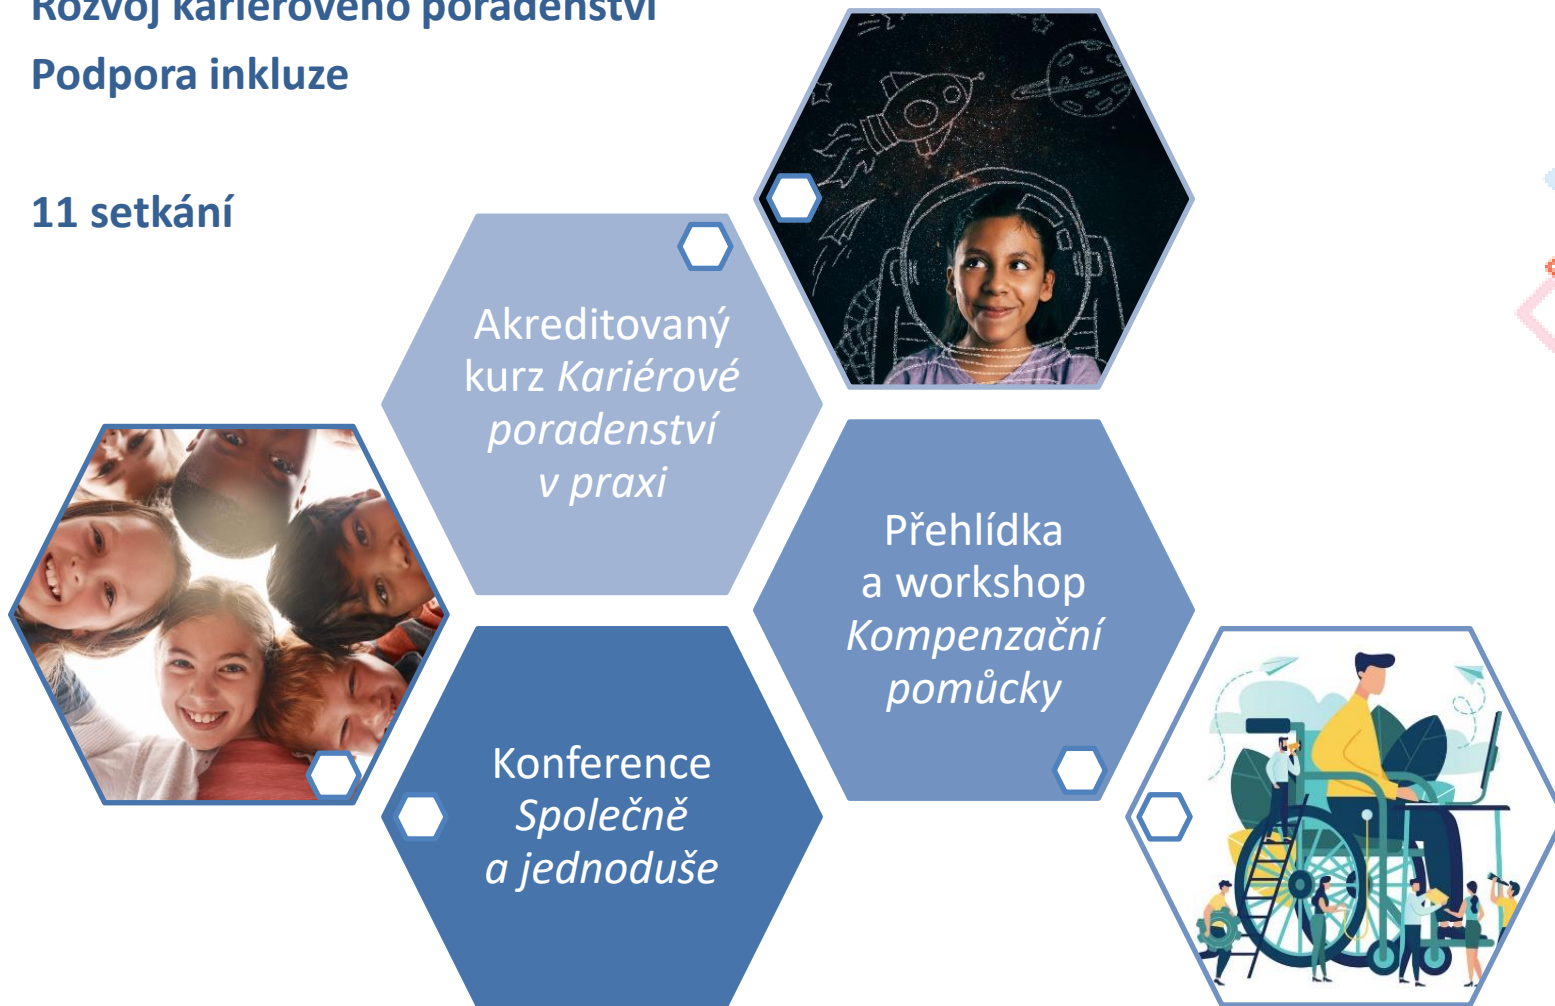 Rozvoj kariérového poradenství
Podpora inkluze
11 setkání
Akreditovaný
kurz Kariérové
poradenství
v praxi
Přehlídka
a workshop
Kompenzační
pomůcky
Konference
Společně
a jednoduše